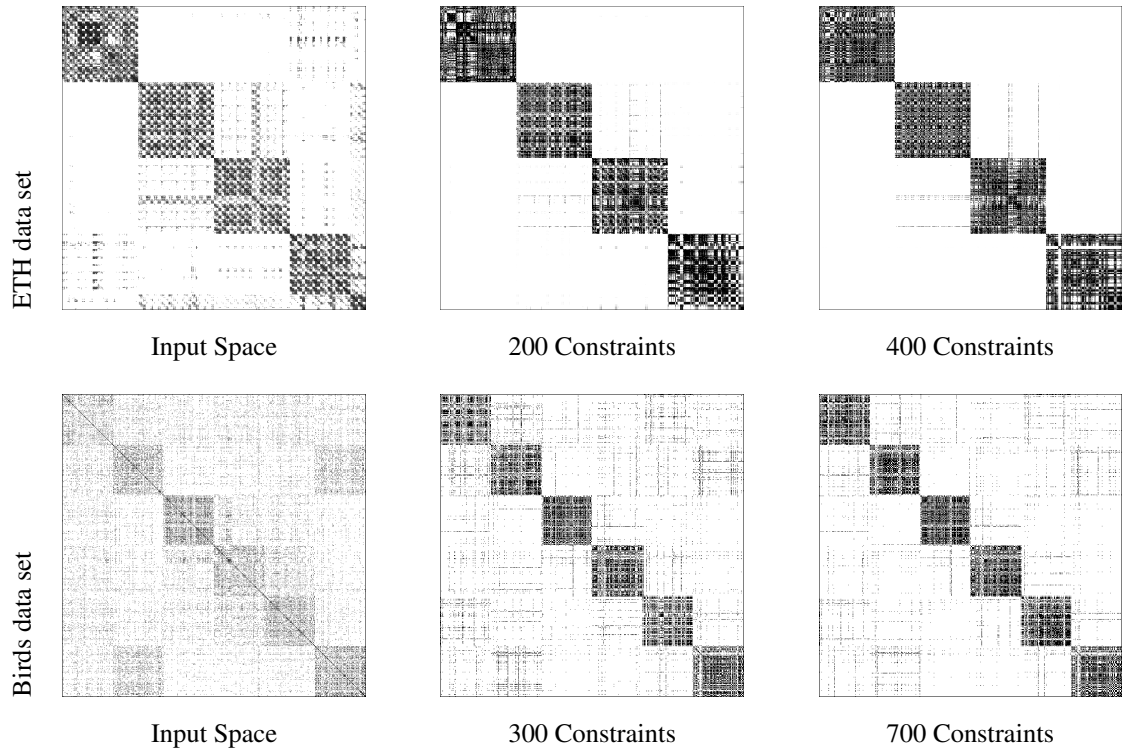 ETH data set
Input Space
200 Constraints
400 Constraints
Birds data set
Input Space
300 Constraints
700 Constraints